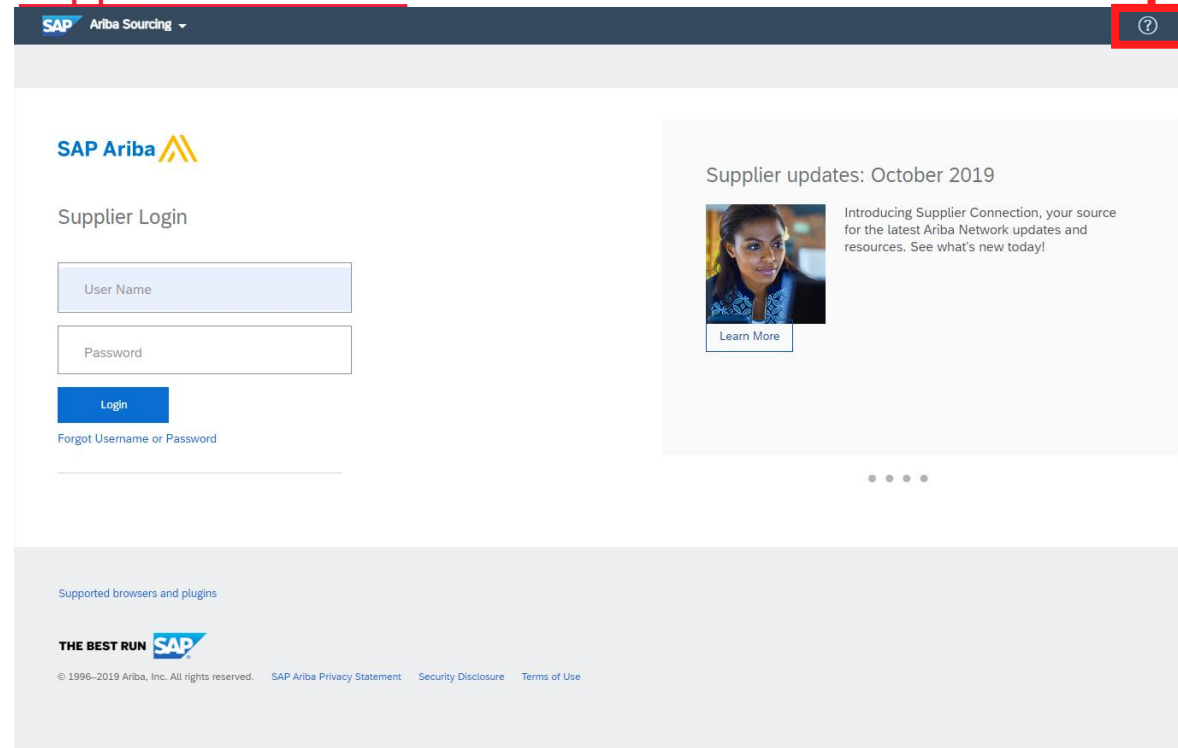 SAP Ariba Sourcing
?
SAP Ariba
Supplier Login
User Name
Password
Login
Forgot Username or Password
Supplier updates: October 2019
Introducing Supplier Connection, your source
for the latest Ariba Network updates and
resources. See what's new today!
Learn More
Supported browsers and plugins
THE BEST RUN SAP
© 1996–2019 Ariba, Inc. All rights reserved. SAP Ariba Privacy Statement Security Disclosure Terms of Use